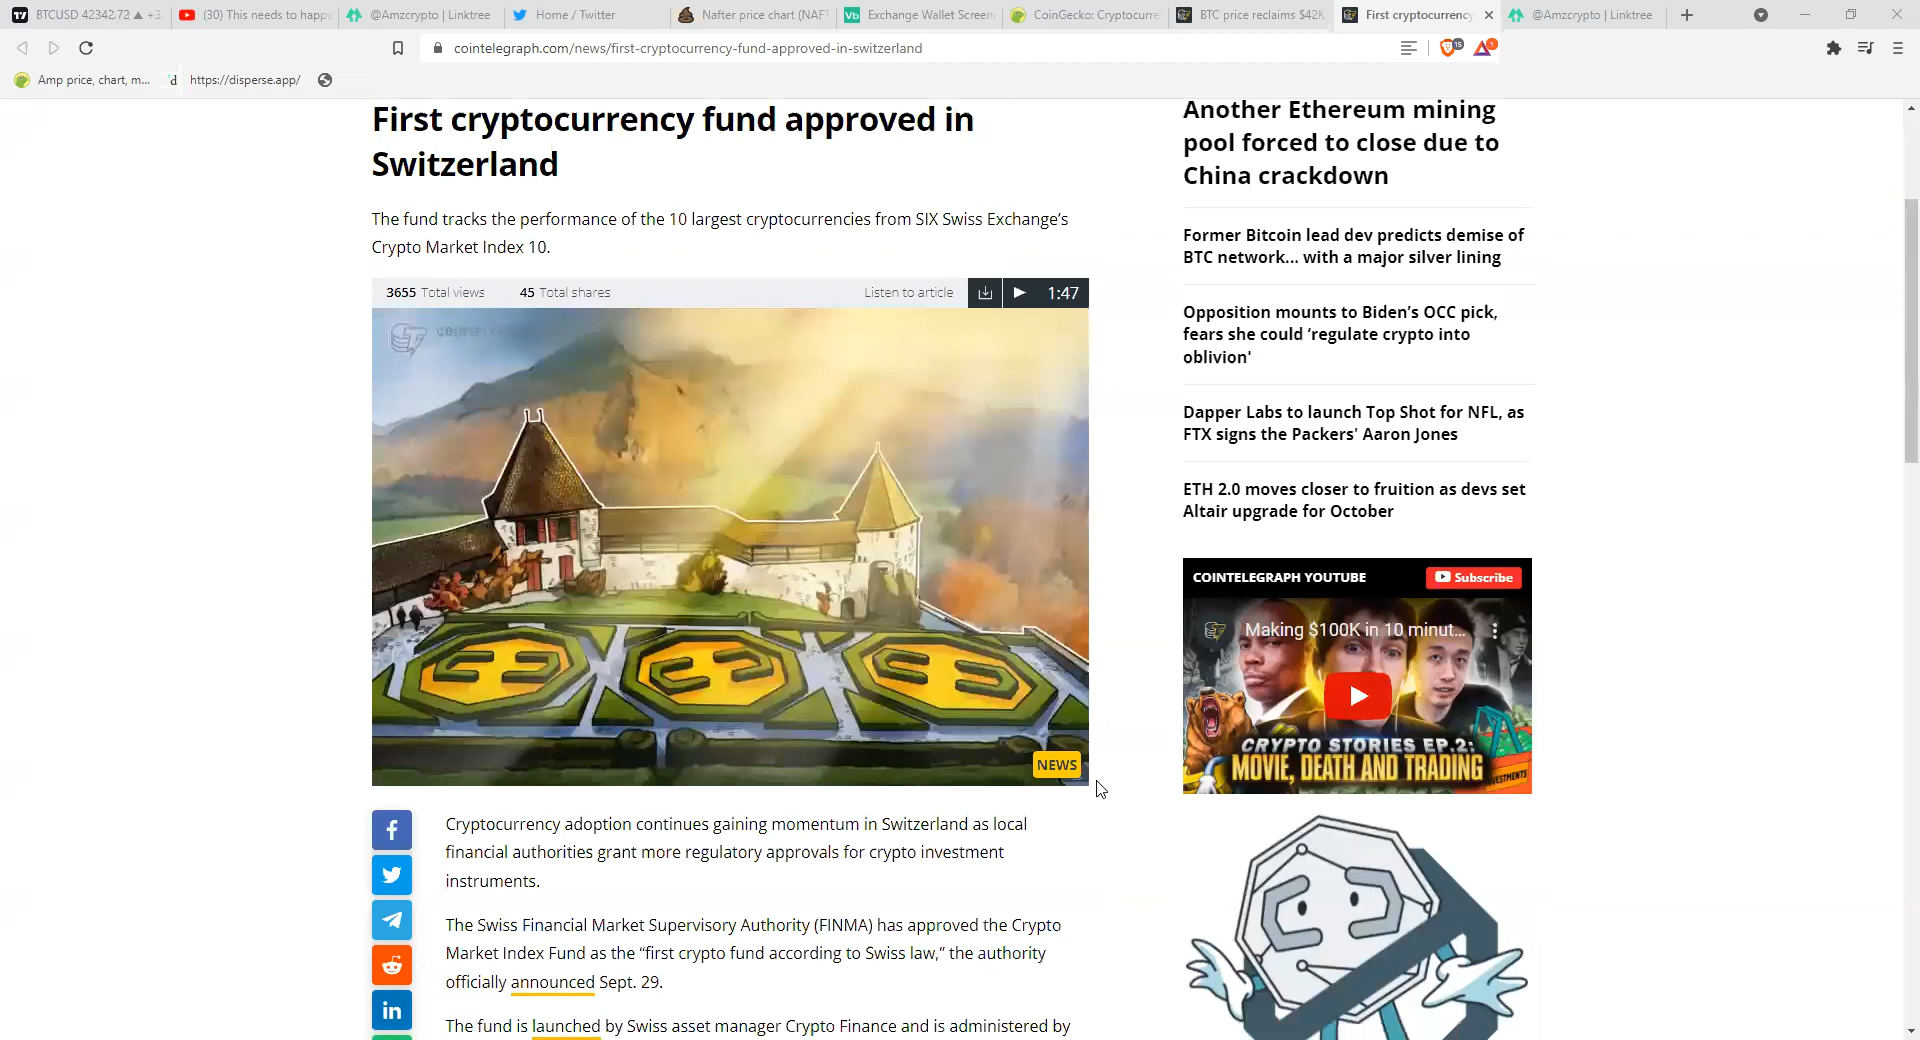 BTCUSD 42342.72 ▲ +3.
(30) This needs to happe
@Amzcrypto | Linktree
Home / Twitter
Nafter price chart (NAFT
Vb
Exchange Wallet Screen
CoinGecko: Cryptocurre
BTC price reclaims $42K
First cryptocurrency
@Amzcrypto | Linktree
cointelegraph.com/news/first-cryptocurrency-fund-approved-in-switzerland
15
1
Amp price, chart, m...
d
https://disperse.app/
First cryptocurrency fund approved in
Switzerland
The fund tracks the performance of the 10 largest cryptocurrencies from SIX Swiss Exchange’s
Crypto Market Index 10.
3655 Total views
45 Total shares
Listen to article
1:47
NEWS
Cryptocurrency adoption continues gaining momentum in Switzerland as local
financial authorities grant more regulatory approvals for crypto investment
instruments.
The Swiss Financial Market Supervisory Authority (FINMA) has approved the Crypto
Market Index Fund as the “first crypto fund according to Swiss law,” the authority
officially announced Sept. 29.
The fund is launched by Swiss asset manager Crypto Finance and is administered by
Another Ethereum mining
pool forced to close due to
China crackdown
Former Bitcoin lead dev predicts demise of
BTC network... with a major silver lining
Opposition mounts to Biden’s OCC pick,
fears she could ‘regulate crypto into
oblivion'
Dapper Labs to launch Top Shot for NFL, as
FTX signs the Packers' Aaron Jones
ETH 2.0 moves closer to fruition as devs set
Altair upgrade for October
COINTELEGRAPH YOUTUBE
Subscribe
Making $100K in 10 minut...
CRYPTO STORIES EP.2:
MOVIE, DEATH AND TRADING